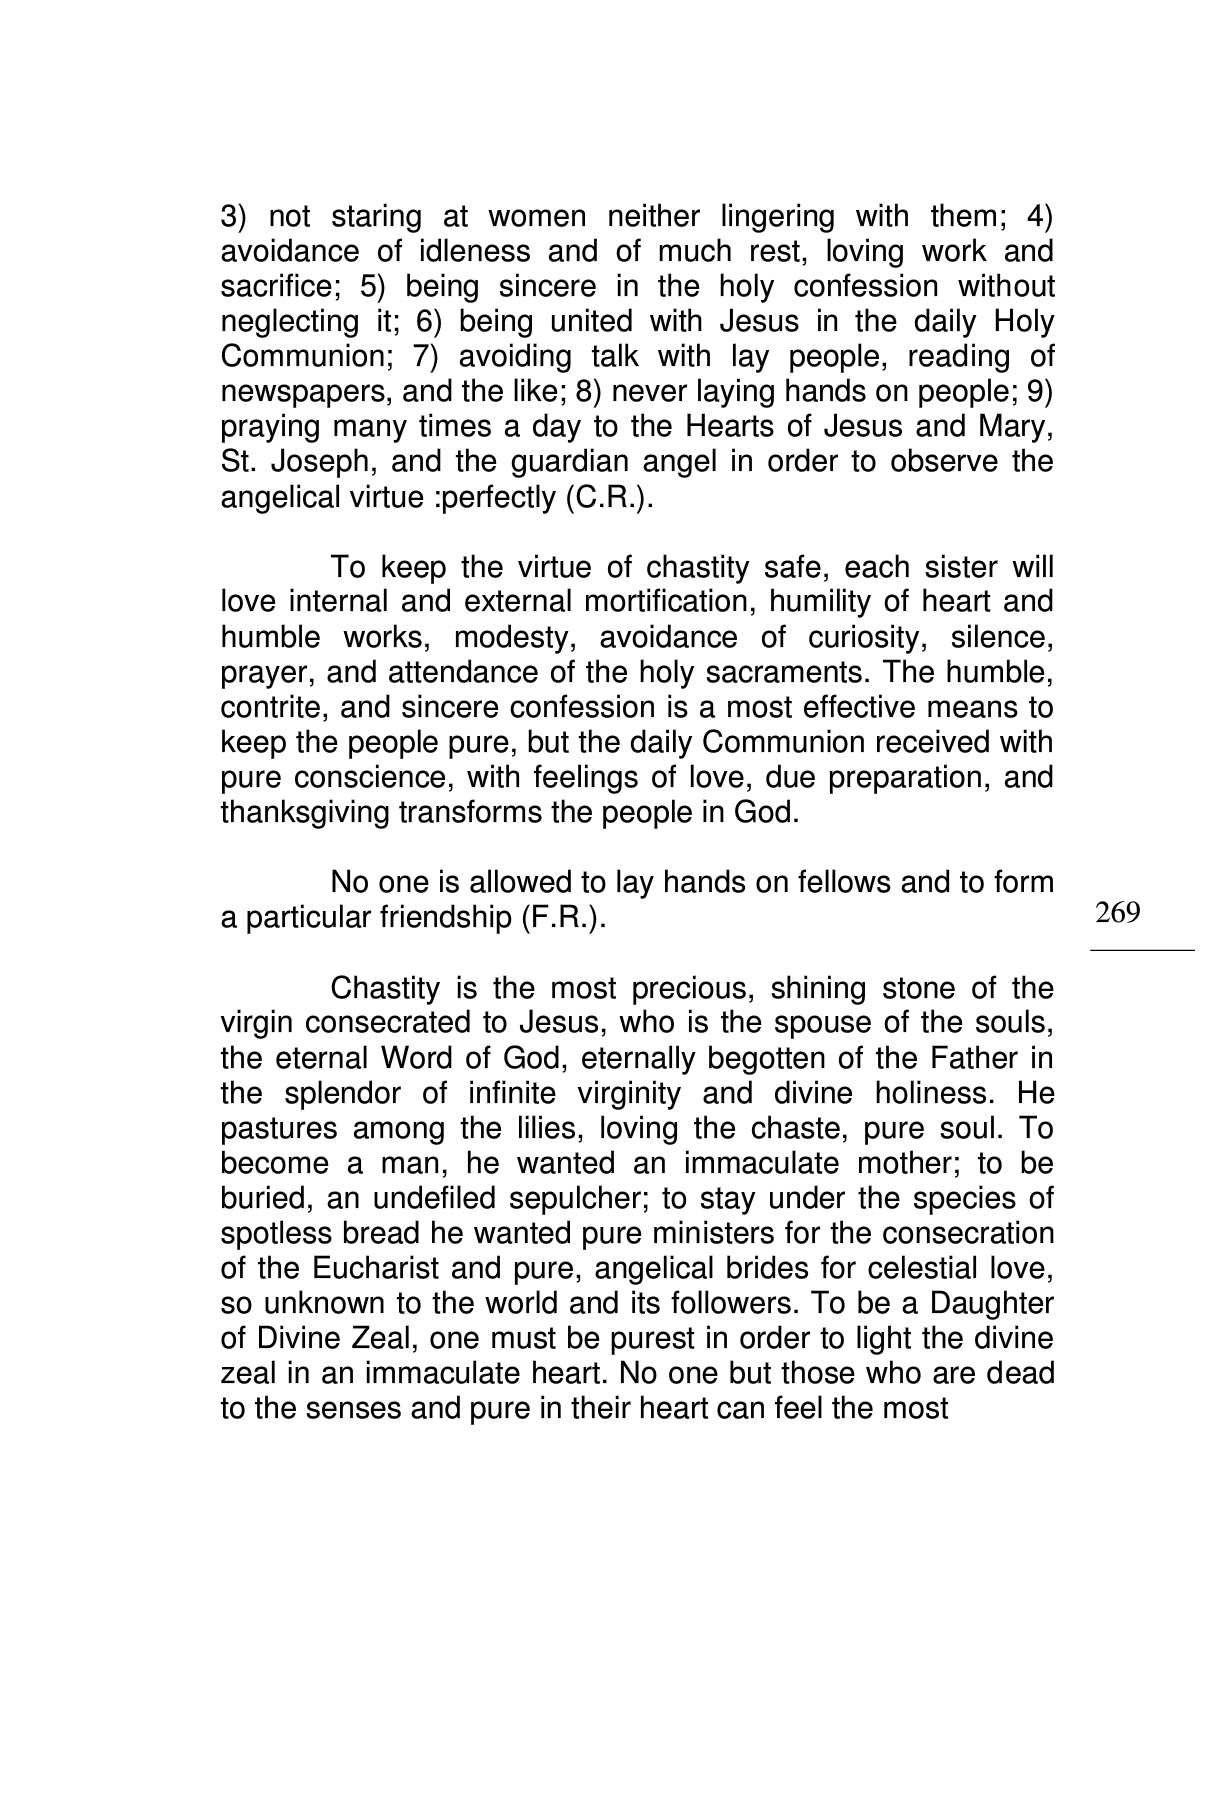 3) not staring at women neither lingering with them; 4)
avoidance of idleness and of much rest, loving work and
sacrifice; 5) being sincere in the holy confession without
neglecting it; 6) being united with Jesus in the daily Holy
Communion; 7) avoiding talk with lay people, reading of
newspapers, and the like; 8) never laying hands on people; 9)
praying many times a day to the Hearts of Jesus and Mary,
St. Joseph, and the guardian angel in order to observe the
angelical virtue :perfectly (C.R.).
To keep the virtue of chastity safe, each sister will
love internal and external mortification, humility of heart and
humble works, modesty, avoidance of curiosity, silence,
prayer, and attendance of the holy sacraments. The humble,
contrite, and sincere confession is a most effective means to
keep the people pure, but the daily Communion received with
pure conscience, with feelings of love, due preparation, and
thanksgiving transforms the people in God.
No one is allowed to lay hands on fellows and to form
a particular friendship (F.R.).
269
Chastity is the most precious, shining stone of the
virgin consecrated to Jesus, who is the spouse of the souls,
the eternal Word of God, eternally begotten of the Father in
the splendor of infinite virginity and divine holiness. He
pastures among the lilies, loving the chaste, pure soul. To
become a man, he wanted an immaculate mother; to be
buried, an undefiled sepulcher; to stay under the species of
spotless bread he wanted pure ministers for the consecration
of the Eucharist and pure, angelical brides for celestial love,
so unknown to the world and its followers. To be a Daughter
of Divine Zeal, one must be purest in order to light the divine
zeal in an immaculate heart. No one but those who are dead
to the senses and pure in their heart can feel the most